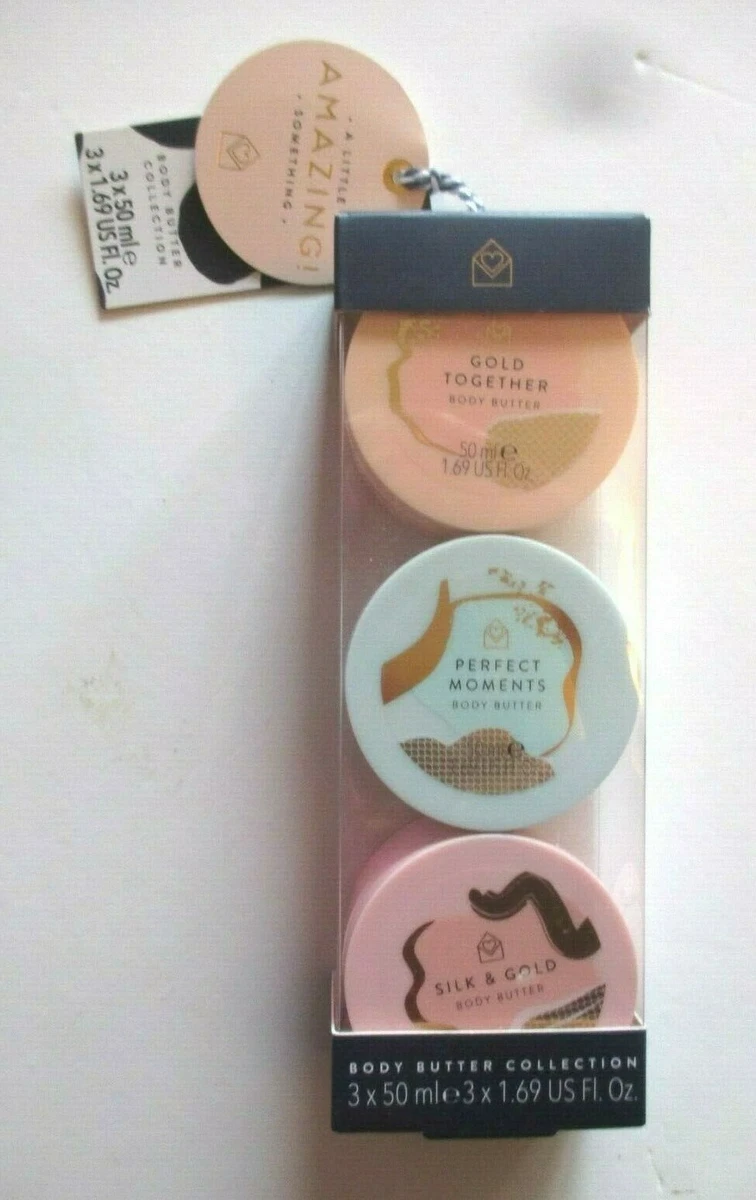 · A LITTLE
AMAZING!
· SOMETHING ·
BODY BUTTER
COLLECTION
3 x 50 ml e
3 x 1.69 US Fl. Oz.
GOLD
TOGETHER
BODY BUTTER
50 ml e
1.69 US Fl. Oz.
PERFECT
MOMENTS
BODY BUTTER
50 ml e
SILK & GOLD
BODY BUTTER
BODY BUTTER COLLECTION
3 x 50 ml e 3 x 1.69 US Fl. Oz.